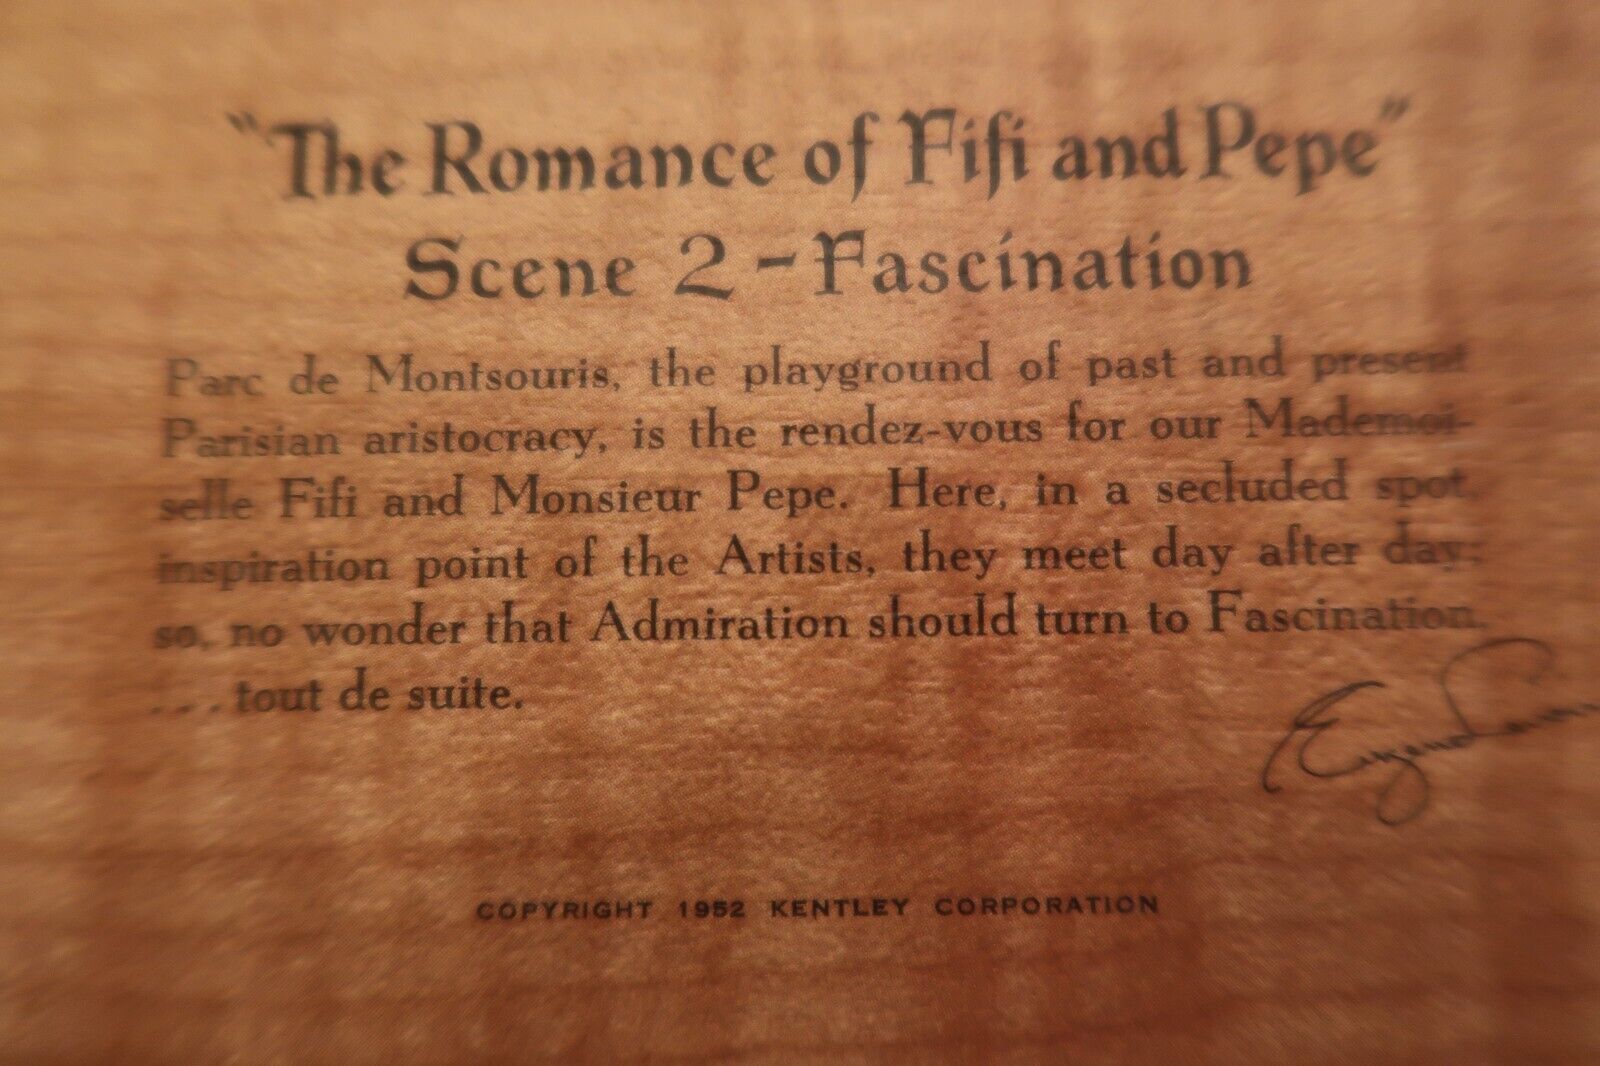 "The Romance of Fifi and Pepe"
Scene 2 - Fascination
Parc de Montsouris, the playground of past and present
Parisian aristocracy, is the rendez-vous for our Mademoi-
selle Fifi and Monsieur Pepe. Here, in a secluded spot,
inspiration point of the Artists, they meet day after day;
so, no wonder that Admiration should turn to Fascination,
. . . tout de suite.
COPYRIGHT 1952 KENTLEY CORPORATION